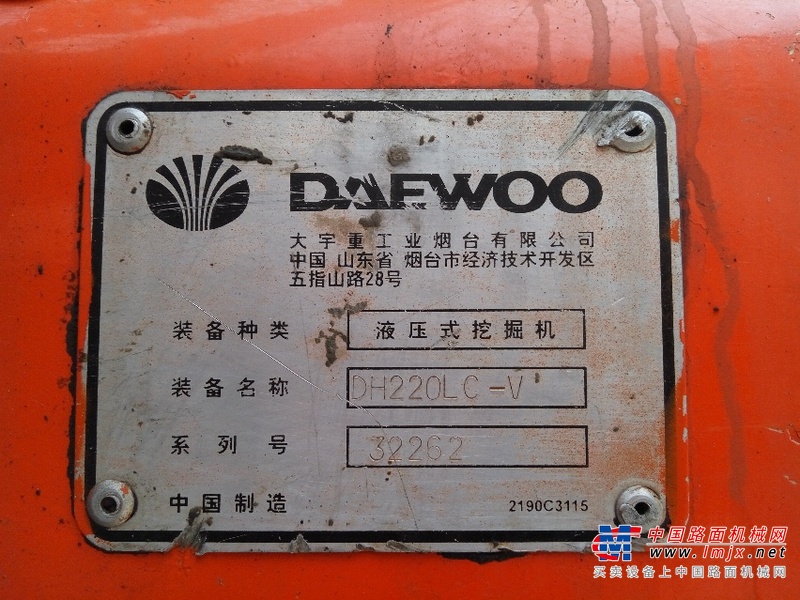 DAEWOO
大宇重工业烟台有限公司
中国 山东省 烟台市经济技术开发区
五指山路28号
装备种类 液压式挖掘机
装备名称 DH220LC-V
系列号 32262
中国制造 2190C3115
中国路面机械网
www.lmjx.net
买卖设备上中国路面机械网